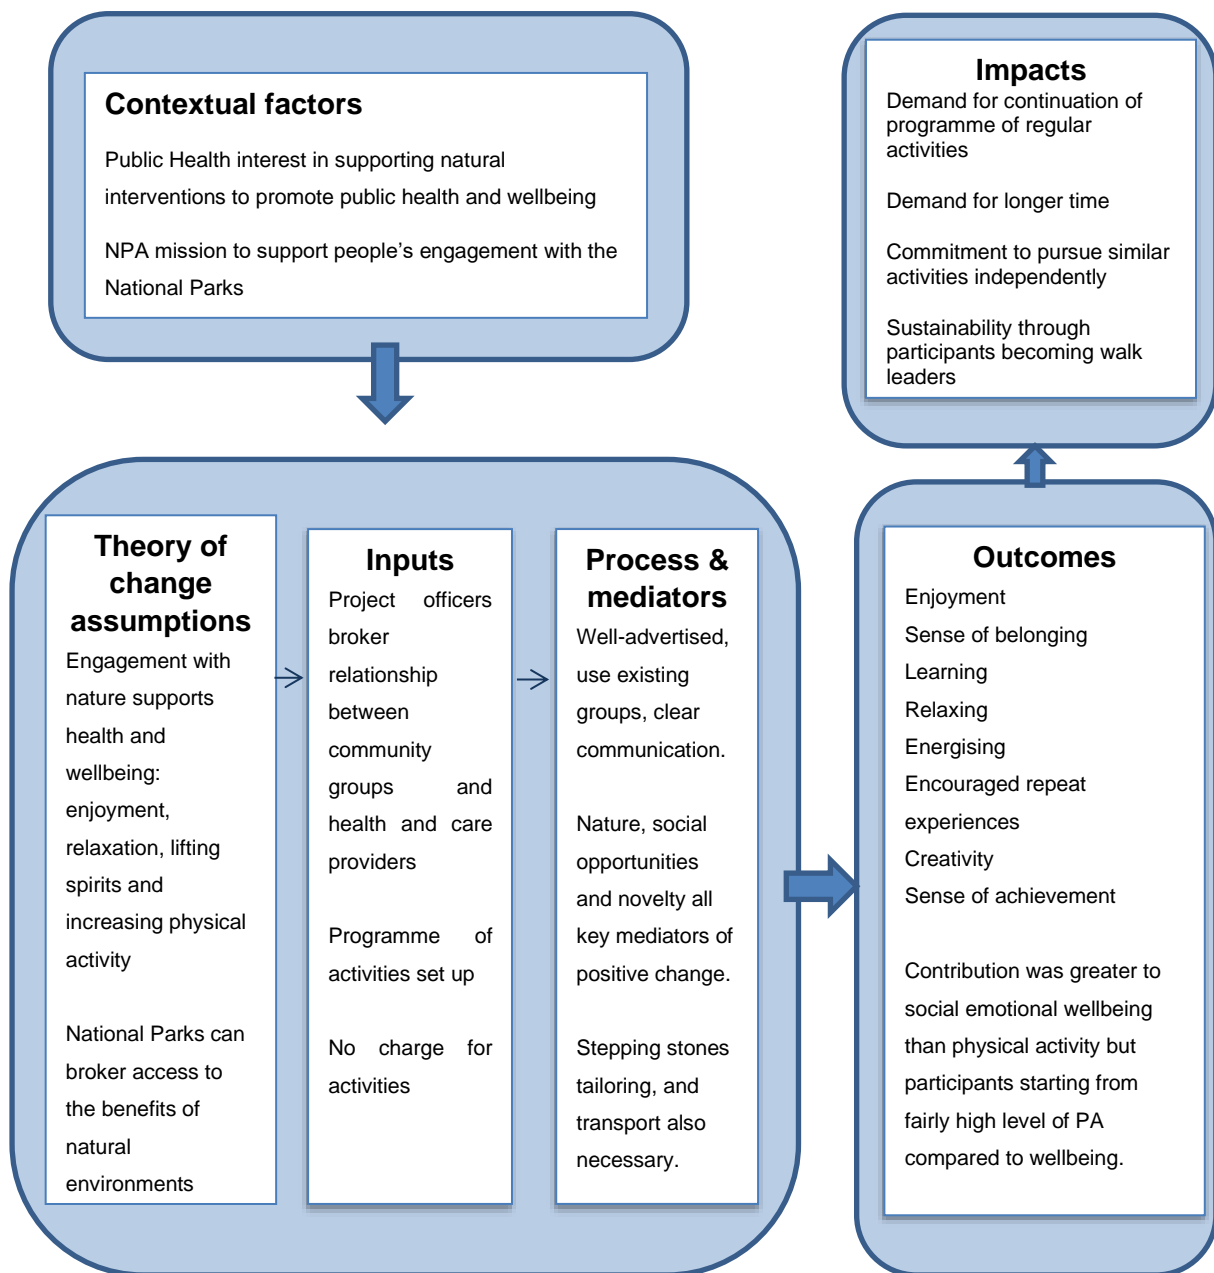 Contextual factors
Public Health interest in supporting natural
interventions to promote public health and wellbeing
NPA mission to support people’s engagement with the
National Parks
Theory of
change
assumptions
Engagement with
nature supports
health and
wellbeing:
enjoyment,
relaxation, lifting
spirits and
increasing physical
activity
National Parks can
broker access to
the benefits of
natural
environments
Inputs
Project officers
broker
relationship
between
community
groups and
health and care
providers
Programme of
activities set up
No charge for
activities
Process &
mediators
Well-advertised,
use existing
groups, clear
communication.
Nature, social
opportunities
and novelty all
key mediators of
positive change.
Stepping stones
tailoring, and
transport also
necessary.
Outcomes
Enjoyment
Sense of belonging
Learning
Relaxing
Energising
Encouraged repeat
experiences
Creativity
Sense of achievement
Contribution was greater to
social emotional wellbeing
than physical activity but
participants starting from
fairly high level of PA
compared to wellbeing.
Impacts
Demand for continuation of
programme of regular
activities
Demand for longer time
Commitment to pursue similar
activities independently
Sustainability through
participants becoming walk
leaders